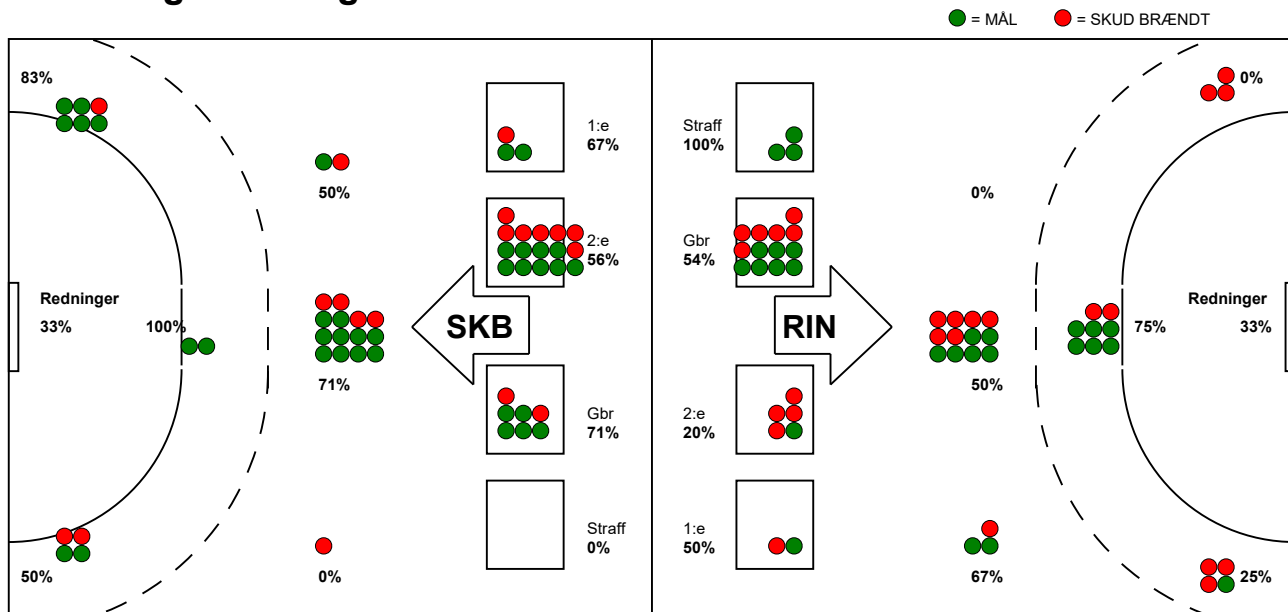 = MÅL = SKUD BRÆNDT
83%
50%
Redninger
33%
100%
71%
50%
0%
1:e
67%
2:e
56%
SKB
Gbr
71%
Straff
0%
Straff
100%
Gbr
54%
RIN
2:e
20%
1:e
50%
0%
0%
50%
75%
Redninger
33%
67%
25%